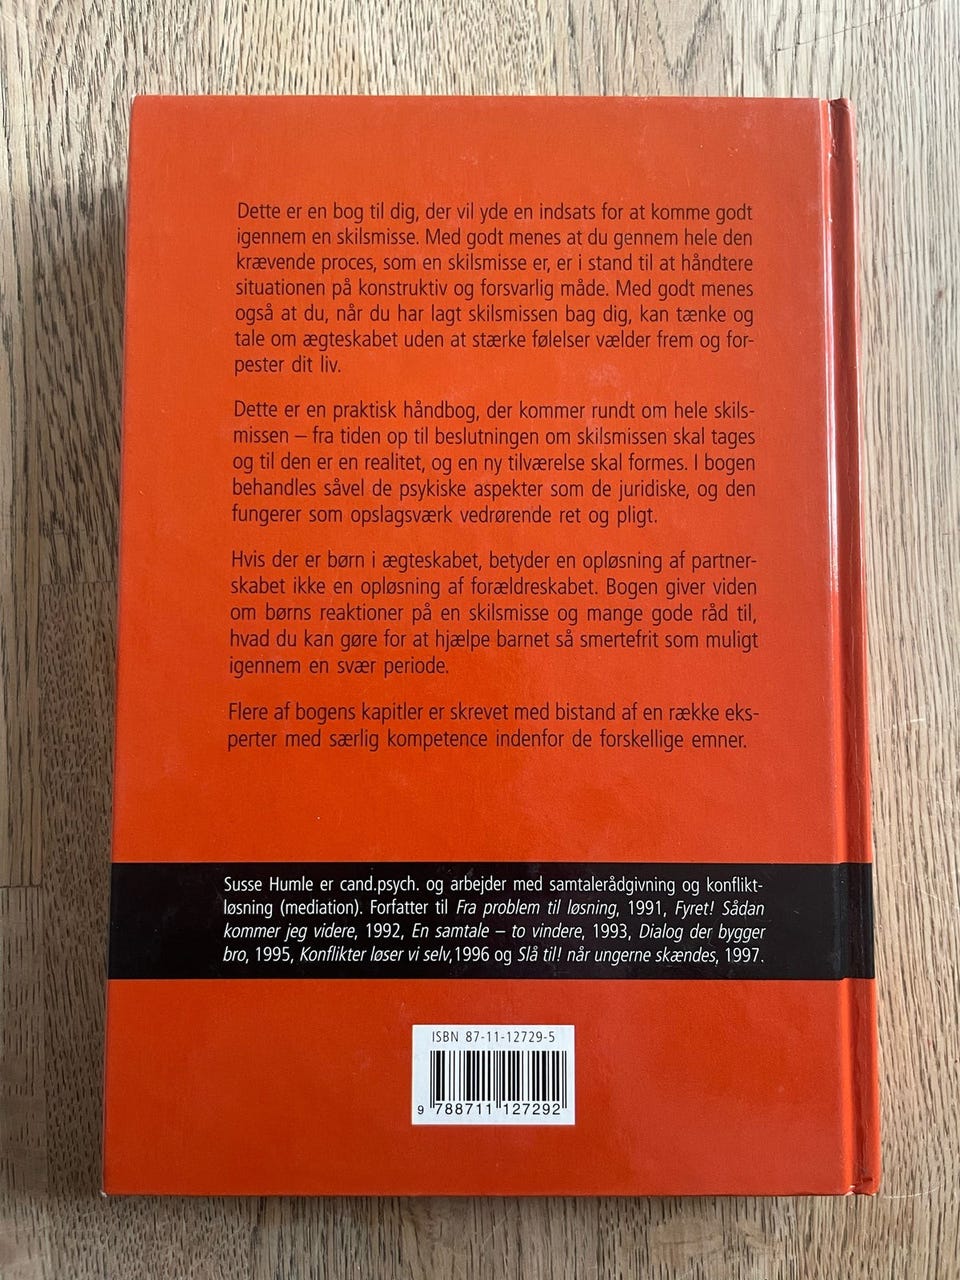 Dette er en bog til dig, der vil yde en indsats for at komme godt
igennem en skilsmisse. Med godt menes at du gennem hele den
krævende proces, som en skilsmisse er, er i stand til at håndtere
situationen på konstruktiv og forsvarlig måde. Med godt menes
også at du, når du har lagt skilsmissen bag dig, kan tænke og
tale om ægteskabet uden at stærke følelser vælder frem og for-
pester dit liv.
Dette er en praktisk håndbog, der kommer rundt om hele skils-
missen – fra tiden op til beslutningen om skilsmissen skal tages
og til den er en realitet, og en ny tilværelse skal formes. I bogen
behandles såvel de psykiske aspekter som de juridiske, og den
fungerer som opslagsværk vedrørende ret og pligt.
Hvis der er børn i ægteskabet, betyder en opløsning af partner-
skabet ikke en opløsning af forældreskabet. Bogen giver viden
om børns reaktioner på en skilsmisse og mange gode råd til,
hvad du kan gøre for at hjælpe barnet så smertefrit som muligt
igennem en svær periode.
Flere af bogens kapitler er skrevet med bistand af en række eks-
perter med særlig kompetence indenfor de forskellige emner.
Susse Humle er cand.psych. og arbejder med samtalerådgivning og konflikt-
løsning (mediation). Forfatter til Fra problem til løsning, 1991, Fyret! Sådan
kommer jeg videre, 1992, En samtale – to vindere, 1993, Dialog der bygger
bro, 1995, Konflikter løser vi selv,1996 og Slå til! når ungerne skændes, 1997.
ISBN 87-11-12729-5
9 788711 127292